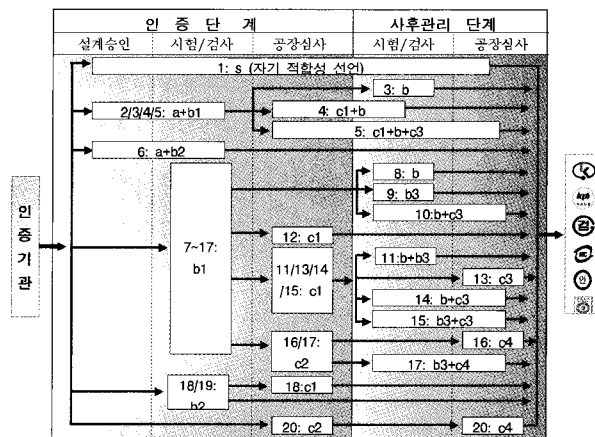 인 증 단 계 사후관리 단계
설계승인 시험/검사 공장심사 시험/검사 공장심사
1: s (자기 적합성 선언)
3: b
2/3/4/5: a+b1 4: c1+b
5: c1+b+c3
6: a+b2
8: b
9: b3
10:b+c3
7~17:
b1
12: c1
11:b+b3
11/13/14
/15: c1
13: c3
14: b+c3
15: b3+c3
16/17:
c2
16: c4
17: b3+c4
18/19:
b2
18:c1
20: c2 20: c4
인
증
기
관
검
안